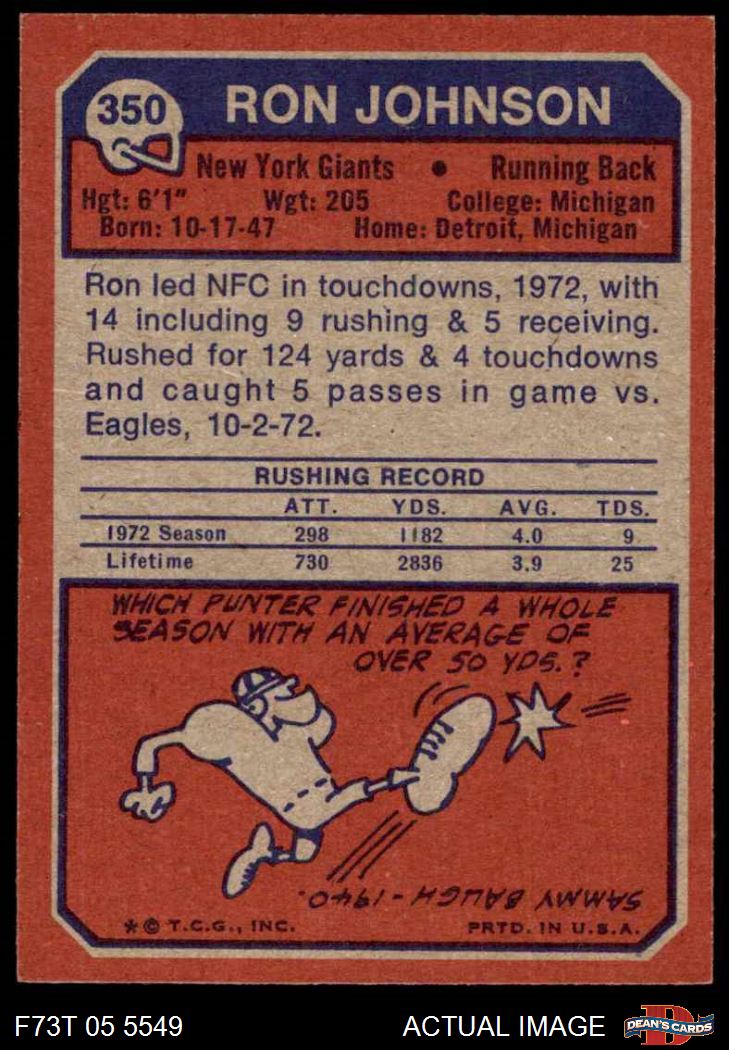 350
RON JOHNSON
New York Giants • Running Back
Hgt: 6'1" Wgt: 205 College: Michigan
Born: 10-17-47 Home: Detroit, Michigan
Ron led NFC in touchdowns, 1972, with
14 including 9 rushing & 5 receiving.
Rushed for 124 yards & 4 touchdowns
and caught 5 passes in game vs.
Eagles, 10-2-72.
RUSHING RECORD
ATT. YDS. AVG. TDS.
1972 Season 298 1182 4.0 9
Lifetime 730 2836 3.9 25
WHICH PUNTER FINISHED A WHOLE
SEASON WITH AN AVERAGE OF
OVER 50 YDS.?
SAMMY BAUGH - 1940.
* © T.C.G., INC. PRTD. IN U.S.A.
F73T 05 5549 ACTUAL IMAGE
D
DEAN'S CARDS